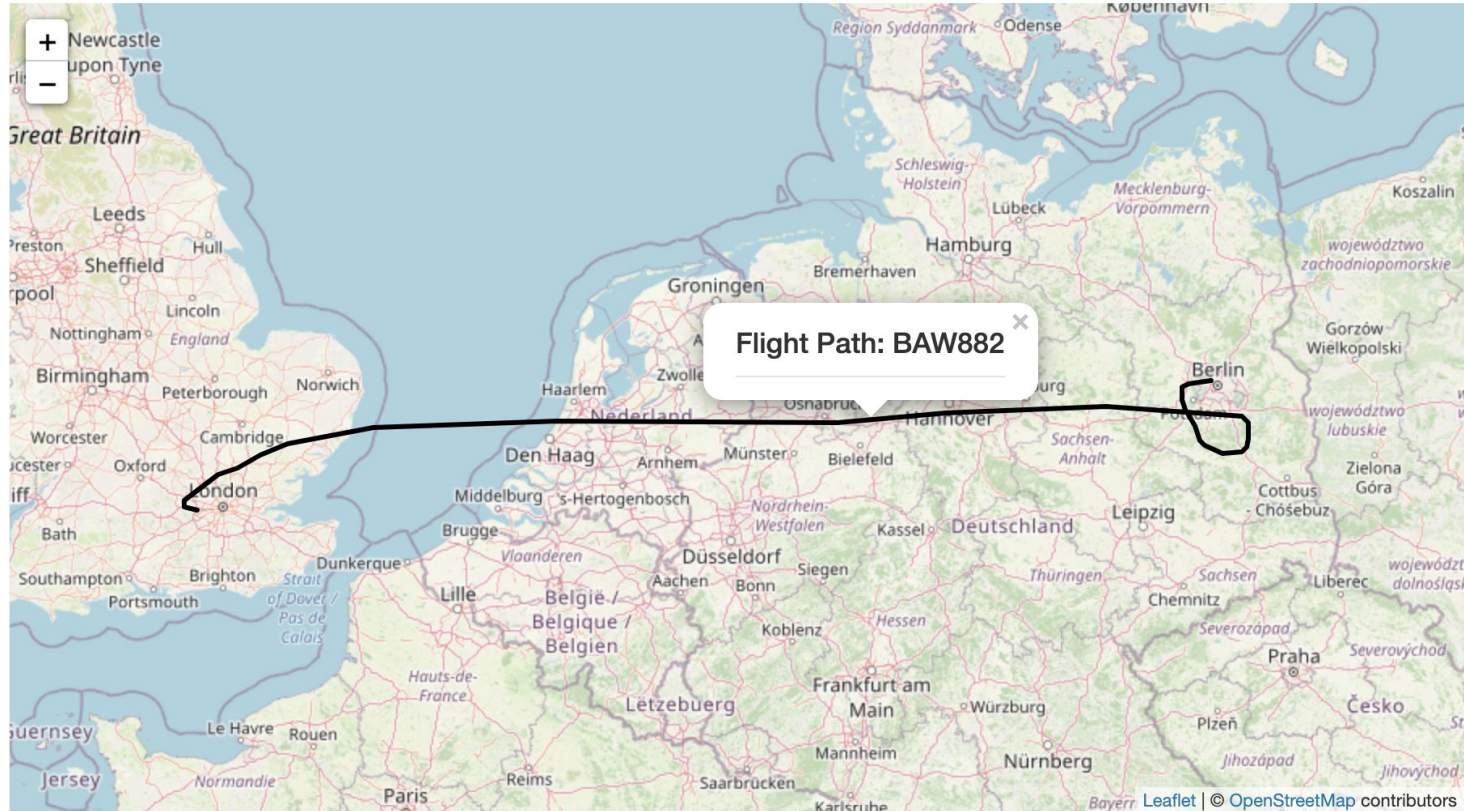 København
+
Newcastle
upon Tyne
−
Region Syddanmark
Odense
Great Britain
Schleswig-
Holstein
Mecklenburg-
Vorpommern
Koszalin
Leeds
Lübeck
Preston
Hull
Hamburg
województwo
zachodniopomorskie
Sheffield
Bremerhaven
Groningen
Lincoln
Nottingham
England
Flight Path: BAW882
×
Gorzów
Wielkopolski
Birmingham
Peterborough
Norwich
Haarlem
Zwolle
Berlin
Osnabrück
Nederland
Hannover
Potsdam
województwo
lubuskie
Worcester
Cambridge
Sachsen-
Anhalt
Oxford
Den Haag
Arnhem
Münster
Bielefeld
Zielona
Góra
London
Middelburg
's-Hertogenbosch
Nordrhein-
Westfalen
Cottbus
- Chóśebuz
Bath
Brugge
Kassel
Deutschland
Leipzig
Vlaanderen
Düsseldorf
Siegen
Dunkerque
Southampton
Brighton
Strait
of Dover /
Pas de
Calais
Lille
Aachen
Bonn
Thüringen
Sachsen
Liberec
Portsmouth
België /
Belgique /
Belgien
Chemnitz
Koblenz
Hessen
Severozápad
Severovýchod
Praha
Hauts-de-
France
Frankfurt am
Main
Lëtzebuerg
Würzburg
Česko
Guernsey
Le Havre
Rouen
Plzeň
Mannheim
Nürnberg
Jihozápad
Jihovýchod
Jersey
Normandie
Reims
Saarbrücken
Paris
Karlsruhe
Bayern
Leaflet | © OpenStreetMap contributors